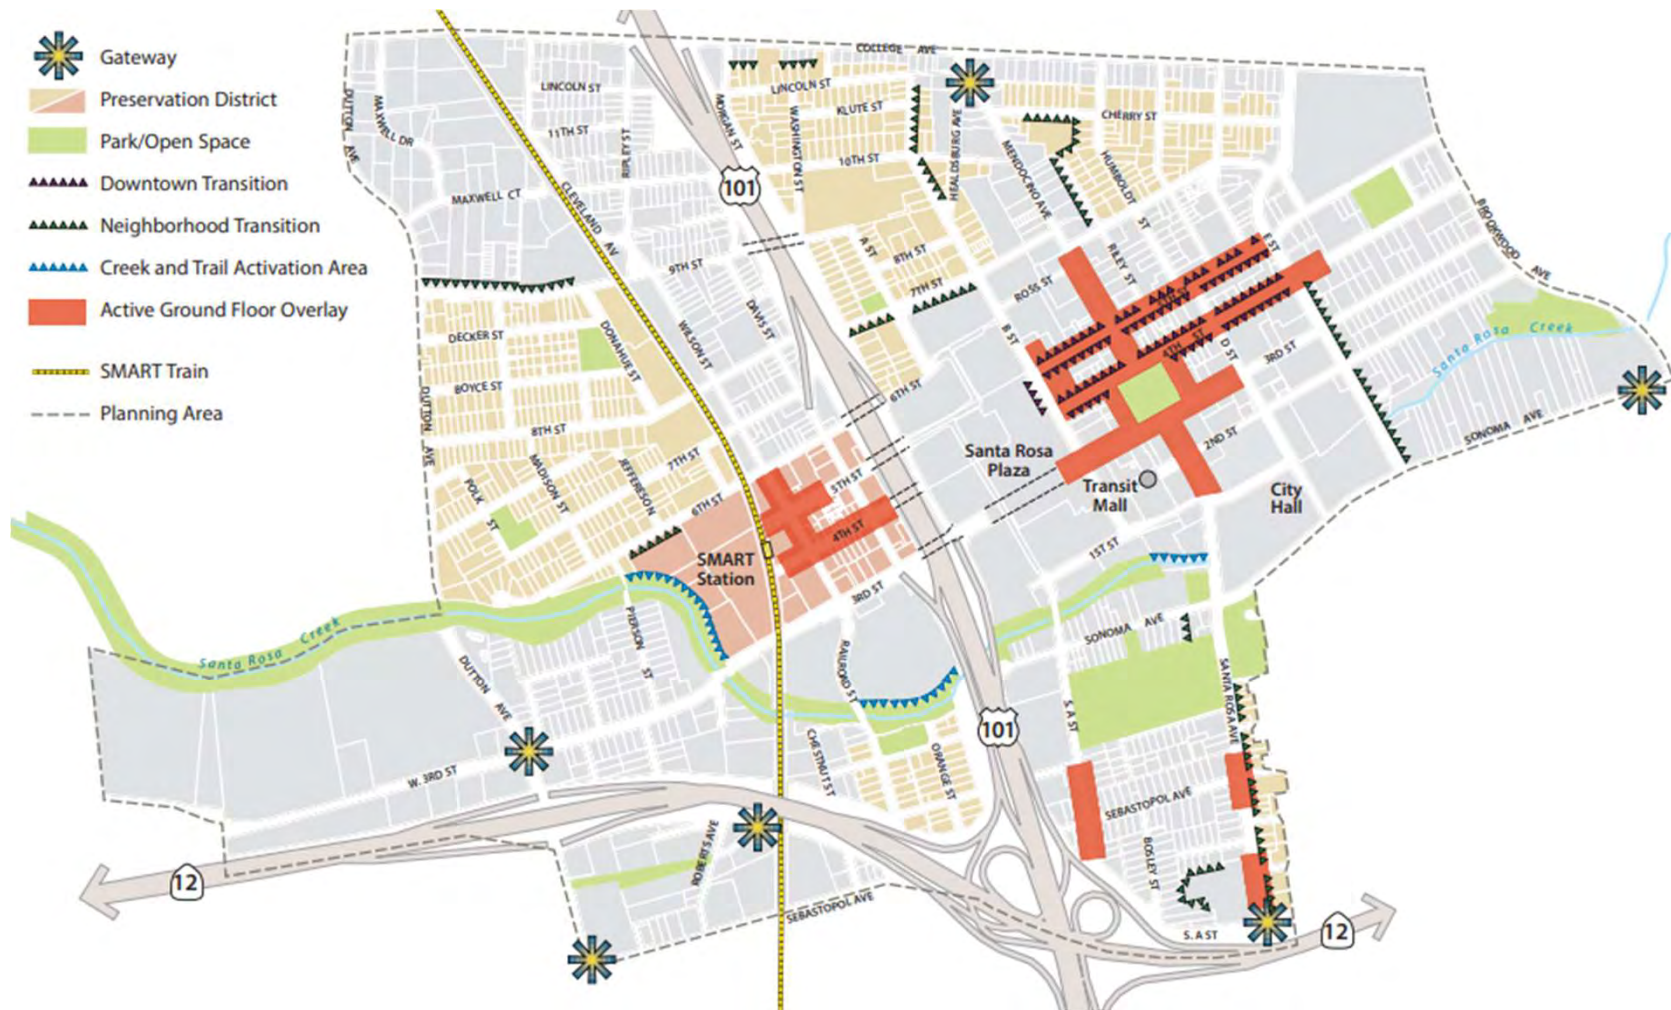 Gateway
Preservation District
Park/Open Space
Downtown Transition
Neighborhood Transition
Creek and Trail Activation Area
Active Ground Floor Overlay
SMART Train
Planning Area
COLLEGE AVE
LINCOLN ST
LINCOLN ST
KLUTE ST
CHERRY ST
DUTTON AVE
MAXWELL DR
11TH ST
RIPLEY ST
MORGAN ST
WASHINGTON ST
10TH ST
HEALDSBURG AVE
MENDOCINO AVE
HUMBOLDT ST
101
MAXWELL CT
CLEVELAND AV
BROOKWOOD AVE
9TH ST
A ST
8TH ST
7TH ST
ROSS ST
RILEY ST
E ST
B ST
DAVIS ST
WILSON ST
DECKER ST
DONAHUE ST
BOYCE ST
DUTTON AVE
8TH ST
6TH ST
4TH ST
D ST
3RD ST
Santa Rosa Creek
SONOMA AVE
2ND ST
Santa Rosa
Plaza
Transit
Mall
City
Hall
POLK ST
MADISON ST
JEFFERSON
7TH ST
6TH ST
5TH ST
4TH ST
SMART
Station
3RD ST
1ST ST
SONOMA AVE
Santa Rosa Creek
PIERSON ST
DUTTON AVE
RAILROAD ST
S. A ST
SANTA ROSA AVE
101
W. 3RD ST
CHESTNUT ST
ORANGE ST
SEBASTOPOL AVE
ROBERTS AVE
BOSLEY ST
12
SEBASTOPOL AVE
S. A ST
12